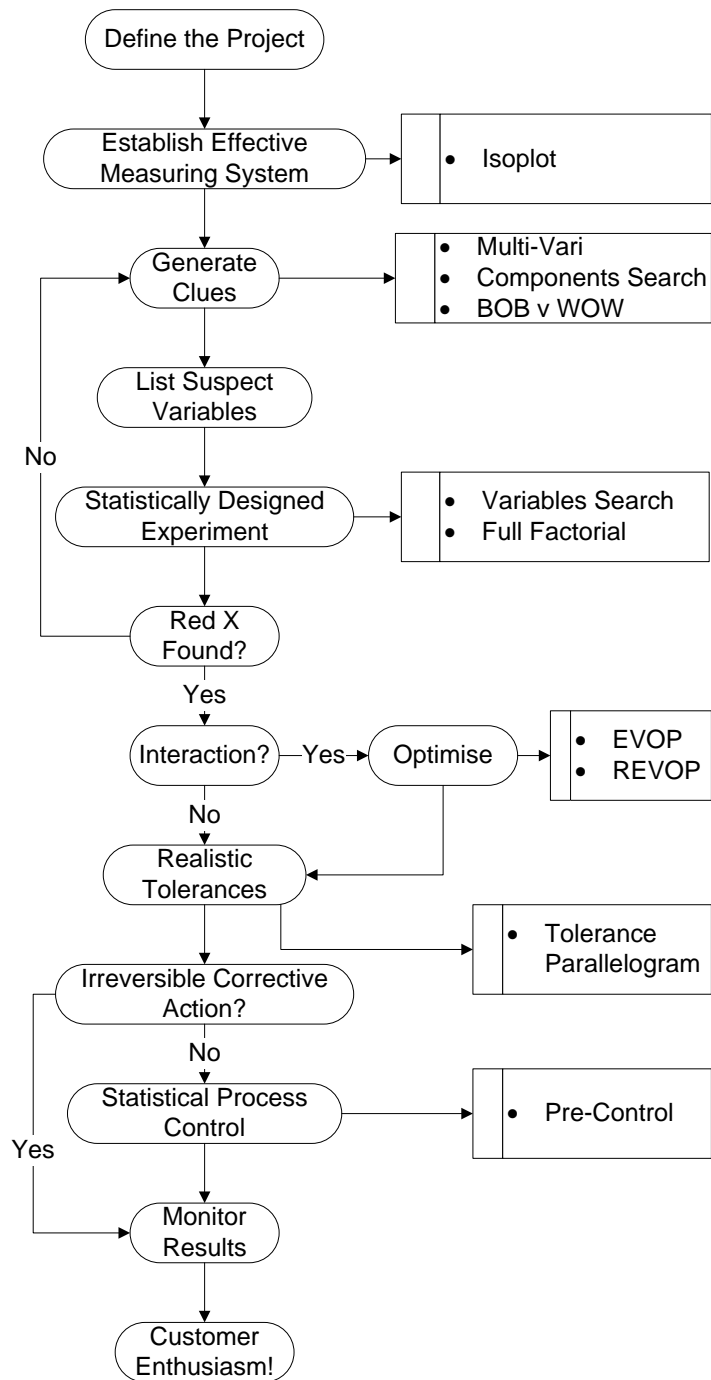 Define the Project
Establish Effective
Measuring System
• Isoplot
Generate
Clues
• Multi-Vari
• Components Search
• BOB v WOW
List Suspect
Variables
No
Statistically Designed
Experiment
• Variables Search
• Full Factorial
Red X
Found?
Yes
Interaction?
Yes
Optimise
• EVOP
• REVOP
No
Realistic
Tolerances
• Tolerance
Parallelogram
Irreversible Corrective
Action?
No
Statistical Process
Control
• Pre-Control
Yes
Monitor
Results
Customer
Enthusiasm!